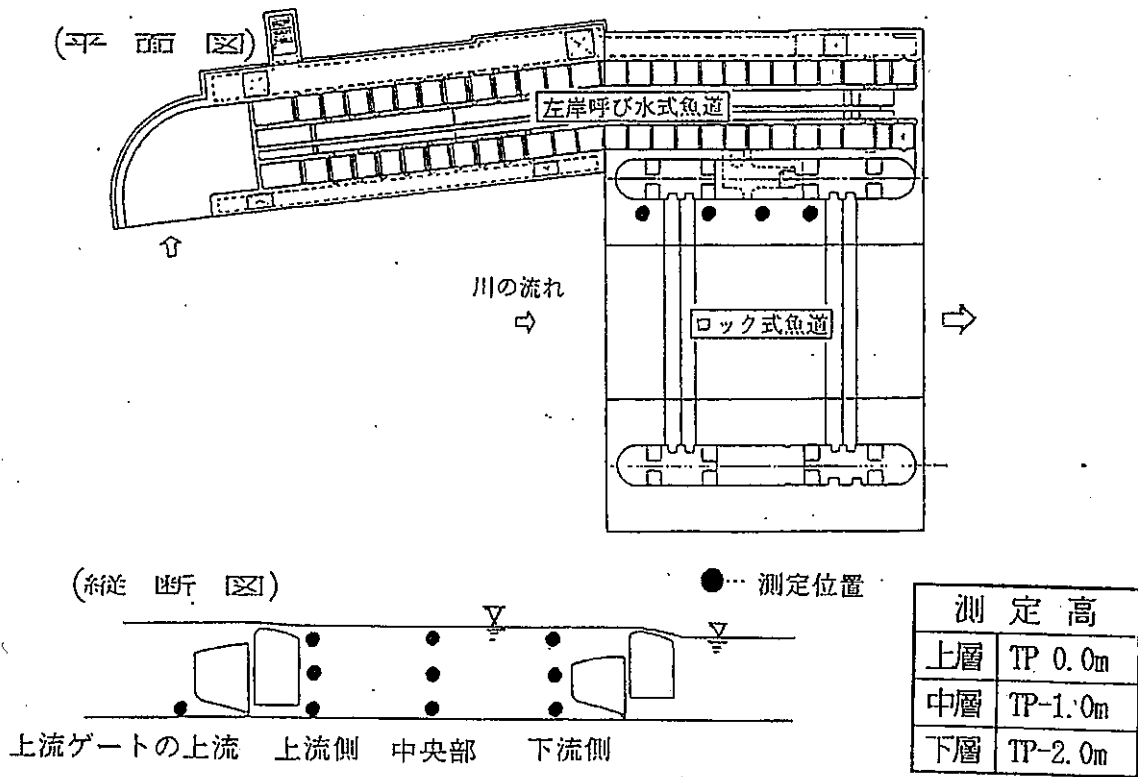 (平面図)
左岸呼び水式魚道
川の流れ
ロック式魚道
(縦断図)
●… 測定位置
測定高
上層 TP 0.0m
中層 TP-1.0m
下層 TP-2.0m
上流ゲートの上流 上流側 中央部 下流側